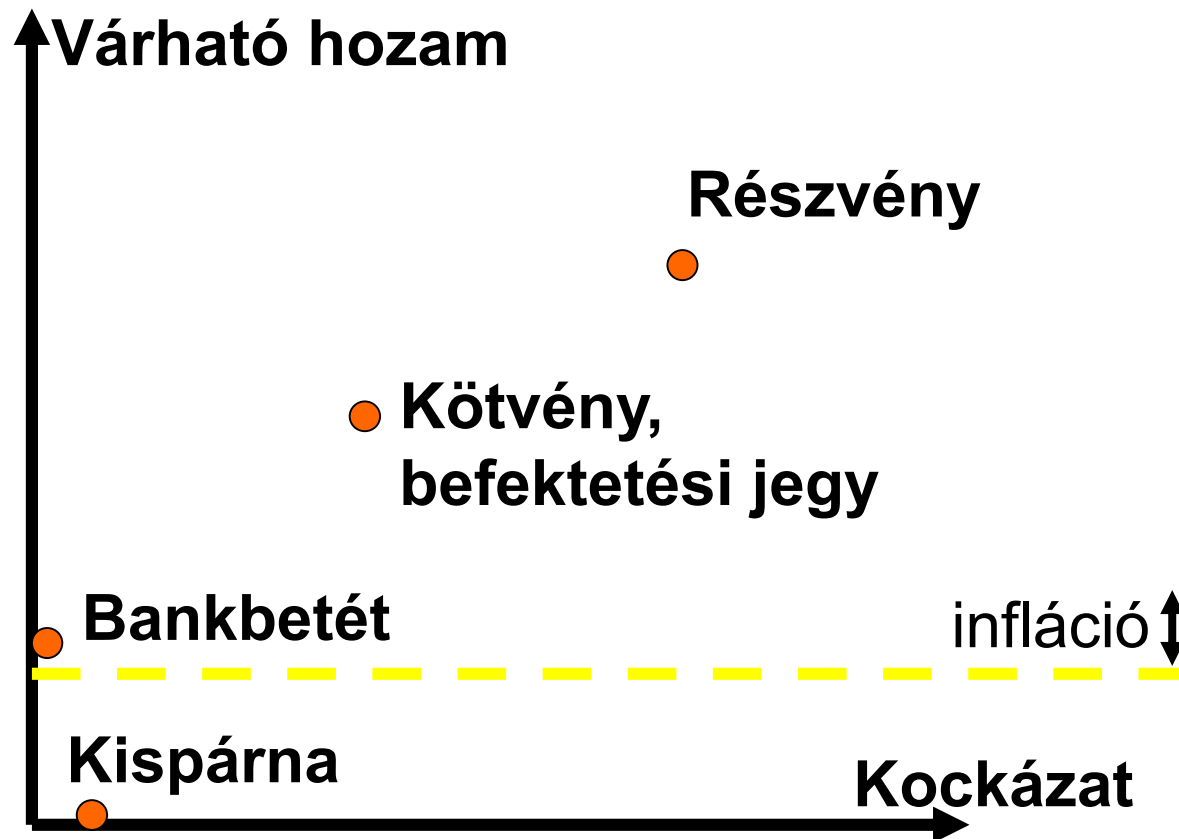 Várható hozam
Részvény
Kötvény,
befektetési jegy
Bankbetét
infláció
Kispárna
Kockázat